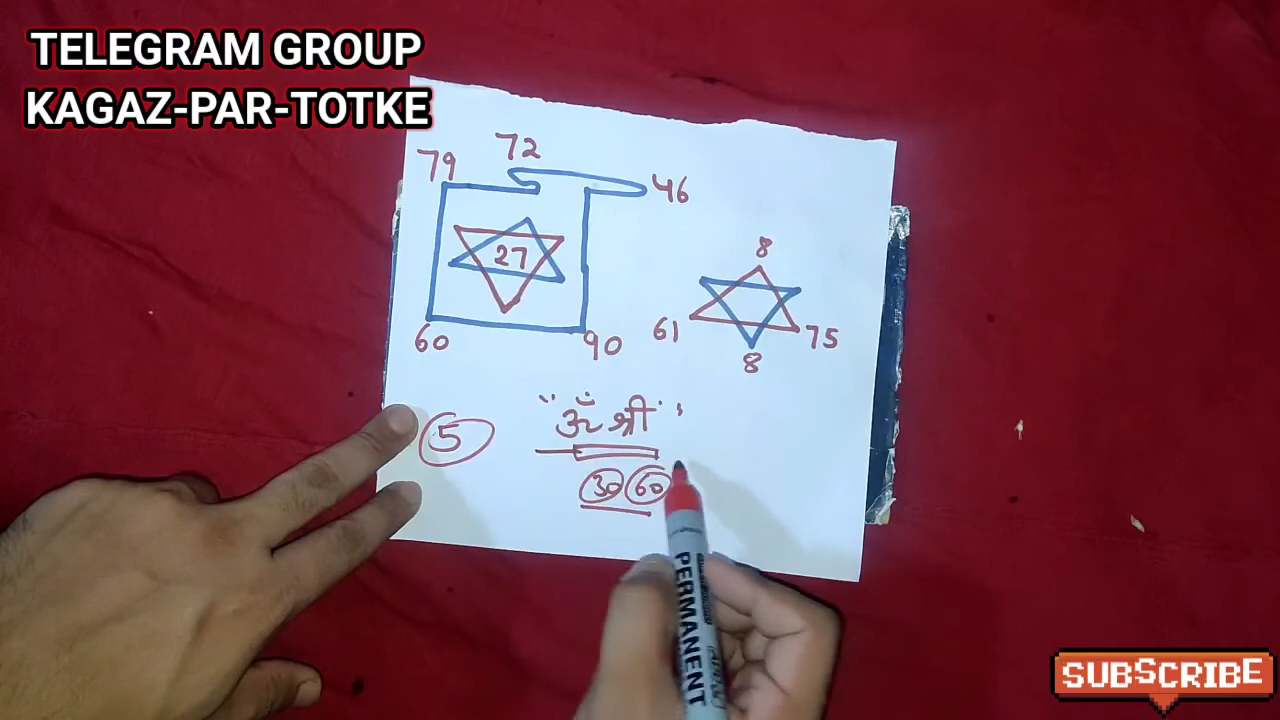 TELEGRAM GROUP
KAGAZ-PAR-TOTKE
72
79
46
27
8
60
90
61
75
8
"ॐ श्री"
5
30 60
PERMANENT
SUBSCRIBE